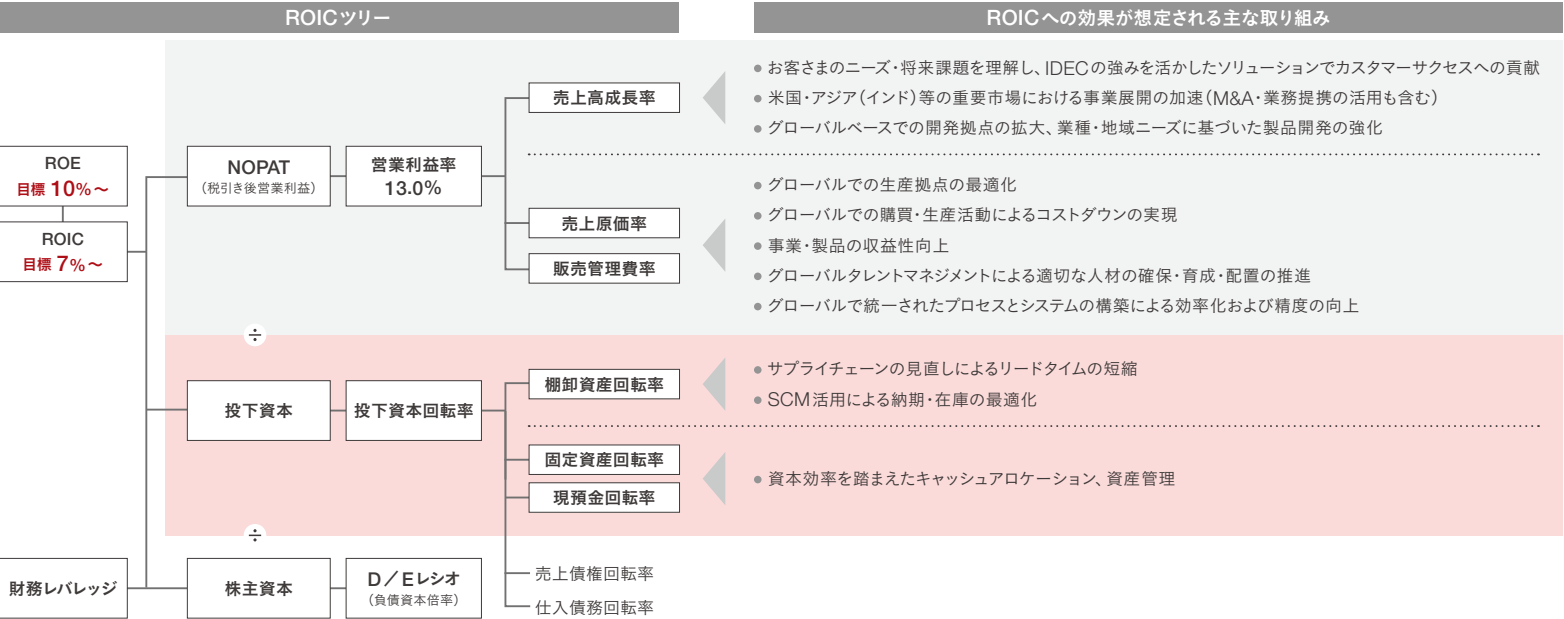 ROICツリー
ROICへの効果が想定される主な取り組み
ROE
目標 10%～
ROIC
目標 7%～
財務レバレッジ
NOPAT
（税引き後営業利益）
営業利益率
13.0%
売上高成長率
売上原価率
販売管理費率
● お客さまのニーズ・将来課題を理解し、IDECの強みを活かしたソリューションでカスタマーサクセスへの貢献
● 米国・アジア（インド）等の重要市場における事業展開の加速（M&A・業務提携の活用も含む）
● グローバルベースでの開発拠点の拡大、業種・地域ニーズに基づいた製品開発の強化
● グローバルでの生産拠点の最適化
● グローバルでの購買・生産活動によるコストダウンの実現
● 事業・製品の収益性向上
● グローバルタレントマネジメントによる適切な人材の確保・育成・配置の推進
● グローバルで統一されたプロセスとシステムの構築による効率化および精度の向上
÷
投下資本
投下資本回転率
棚卸資産回転率
固定資産回転率
現預金回転率
● サプライチェーンの見直しによるリードタイムの短縮
● SCM活用による納期・在庫の最適化
● 資本効率を踏まえたキャッシュアロケーション、資産管理
÷
株主資本
D／Eレシオ
（負債資本倍率）
売上債権回転率
仕入債務回転率